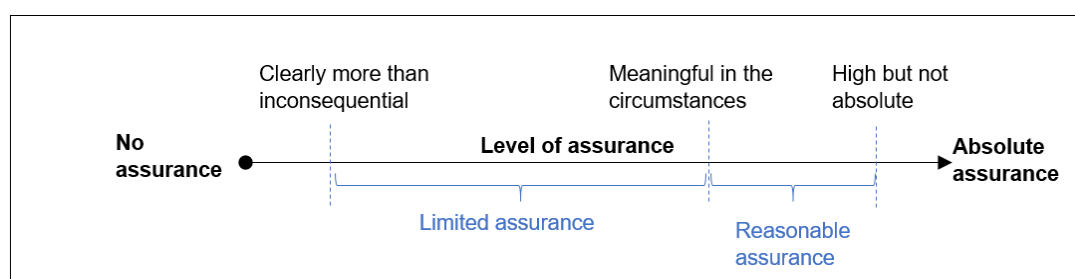 Clearly more than
inconsequential
Meaningful in the
circumstances
High but not
absolute
No
assurance
Level of assurance
Absolute
assurance
Limited assurance
Reasonable
assurance